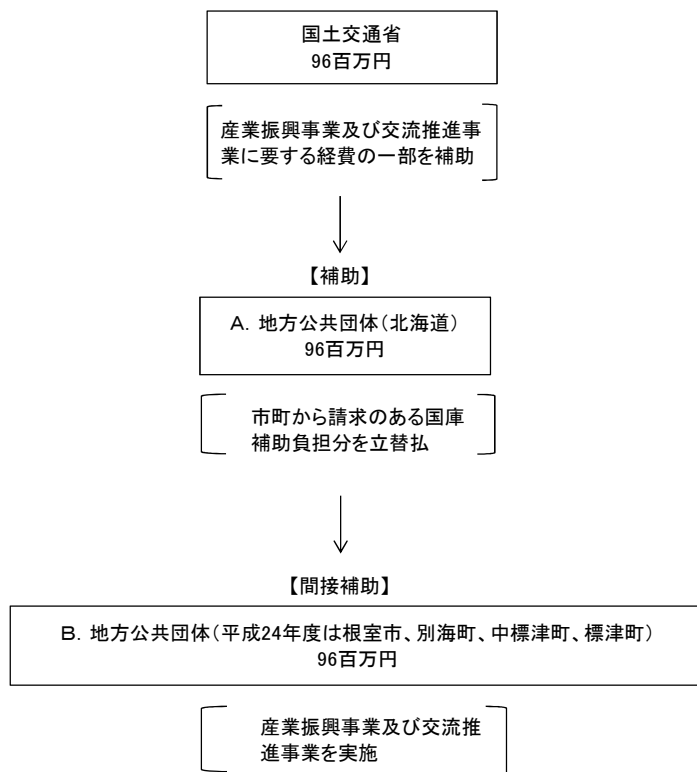 国土交通省
96百万円
産業振興事業及び交流推進事
業に要する経費の一部を補助
【補助】
A. 地方公共団体(北海道)
96百万円
市町から請求のある国庫
補助負担分を立替払
【間接補助】
B. 地方公共団体(平成24年度は根室市、別海町、中標津町、標津町)
96百万円
産業振興事業及び交流推
進事業を実施